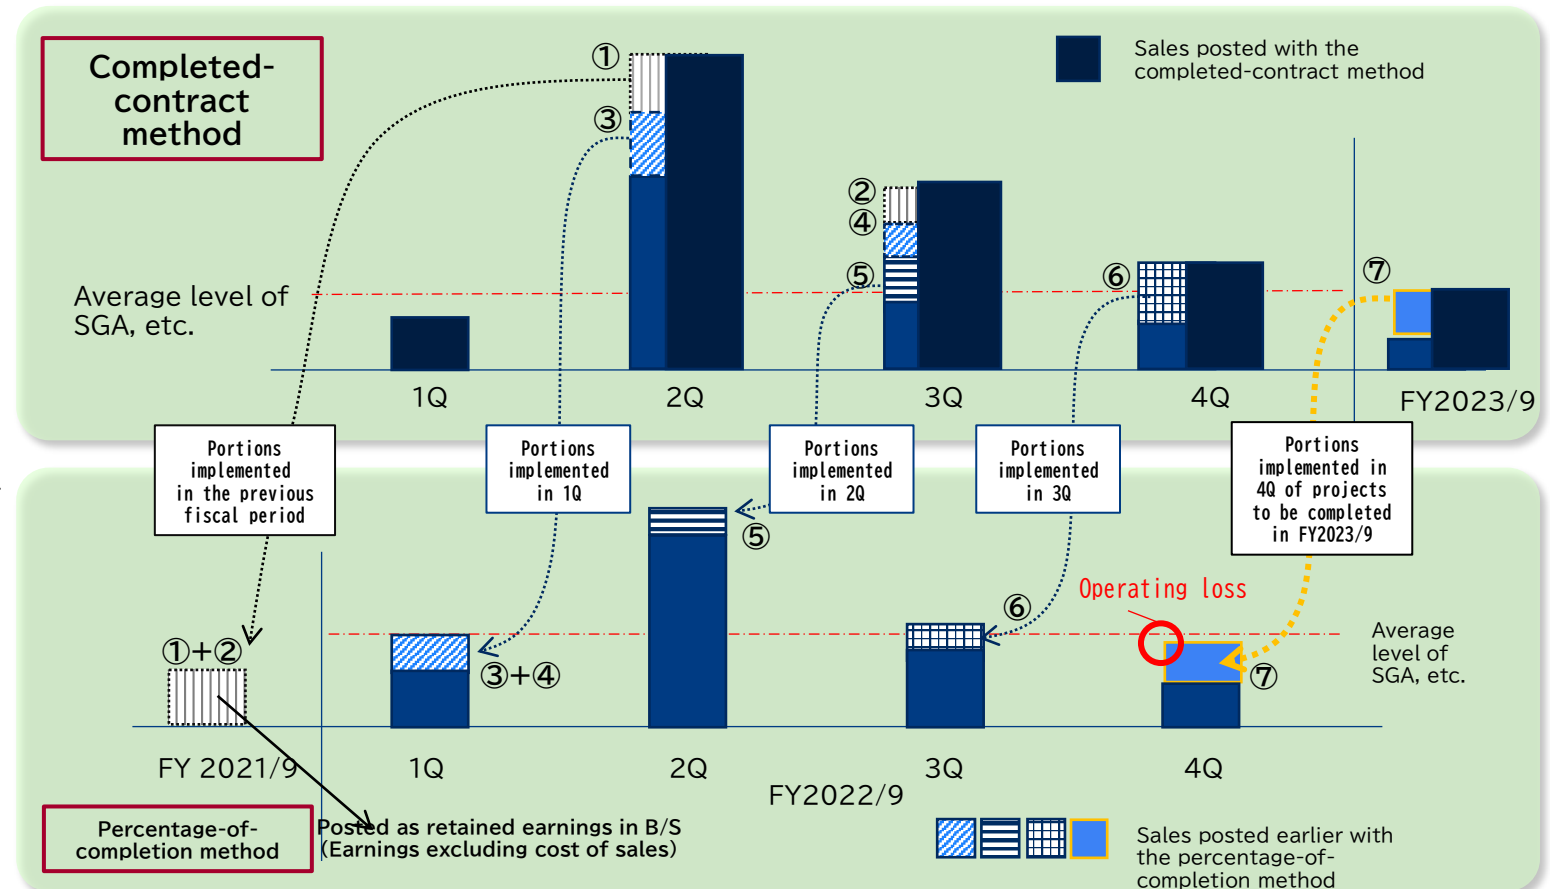 Completed-
contract
method
①
③
②
④
⑤
⑥
⑦
Sales posted with the
completed-contract method
Average level of
SGA, etc.
1Q
2Q
3Q
4Q
FY2023/9
Portions
implemented
in the previous
fiscal period
Portions
implemented
in 1Q
Portions
implemented
in 2Q
Portions
implemented
in 3Q
Portions
implemented in
4Q of projects
to be completed
in FY2023/9
①+②
③+④
⑤
⑥
Operating loss
⑦
Average
level of
SGA, etc.
FY 2021/9
1Q
2Q
3Q
4Q
FY2022/9
Percentage-of-
completion method
Posted as retained earnings in B/S
(Earnings excluding cost of sales)
Sales posted earlier with
the percentage-of-
completion method